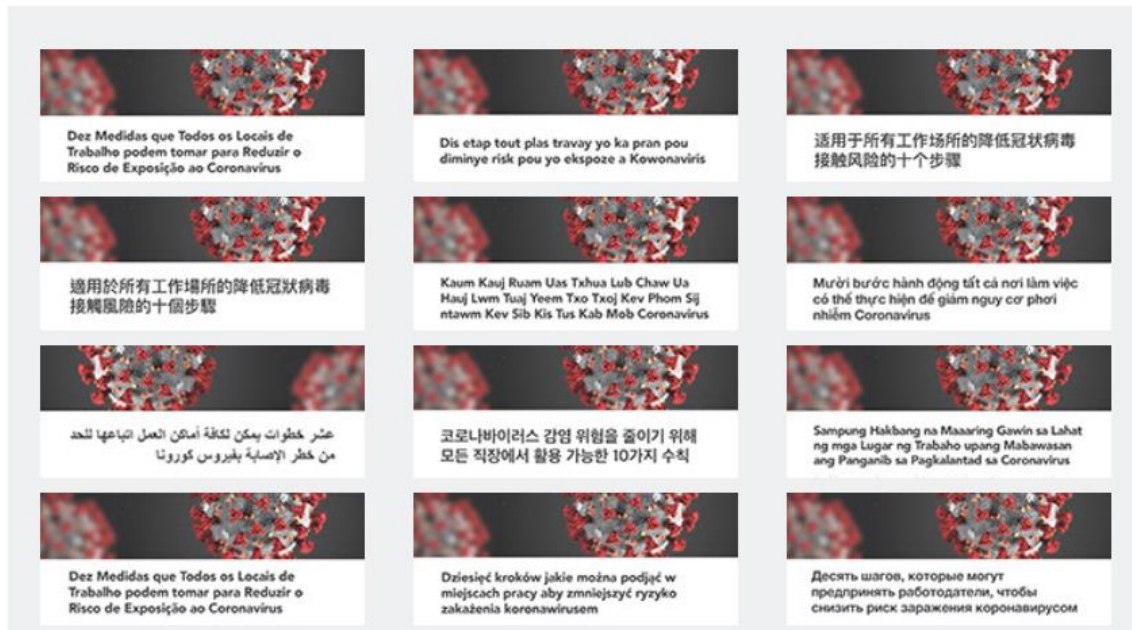 Dez Medidas que Todos os Locais de
Trabalho podem tomar para Reduzir o
Risco de Exposição ao Coronavírus
Dis etap tout plas travay yo ka pran pou
diminye risk pou yo ekspoze a Kowonaviris
适用于所有工作场所的降低冠状病毒
接触风险的十个步骤
適用於所有工作場所的降低冠狀病毒
接觸風險的十個步驟
Kaum Kauj Ruam Uas Txhua Lub Chaw Ua
Hauj Lwm Tuaj Yeem Txo Txoj Kev Phom Sij
ntawm Kev Sib Kis Tus Kab Mob Coronavirus
Mười bước hành động tất cả nơi làm việc
có thể thực hiện để giảm nguy cơ phơi
nhiễm Coronavirus
عشر خطوات يمكن لكافة أماكن العمل اتباعها للحد
من خطر الإصابة بفيروس كورونا
코로나바이러스 감염 위험을 줄이기 위해
모든 직장에서 활용 가능한 10가지 수칙
Sampung Hakbang na Maaaring Gawin sa Lahat
ng mga Lugar ng Trabaho upang Mabawasan
ang Panganib sa Pagkalantad sa Coronavirus
Dez Medidas que Todos os Locais de
Trabalho podem tomar para Reduzir o
Risco de Exposição ao Coronavírus
Dziesięć kroków jakie można podjąć w
miejscach pracy aby zmniejszyć ryzyko
zakażenia koronawirusem
Десять шагов, которые могут
предпринять работодатели, чтобы
снизить риск заражения коронавирусом